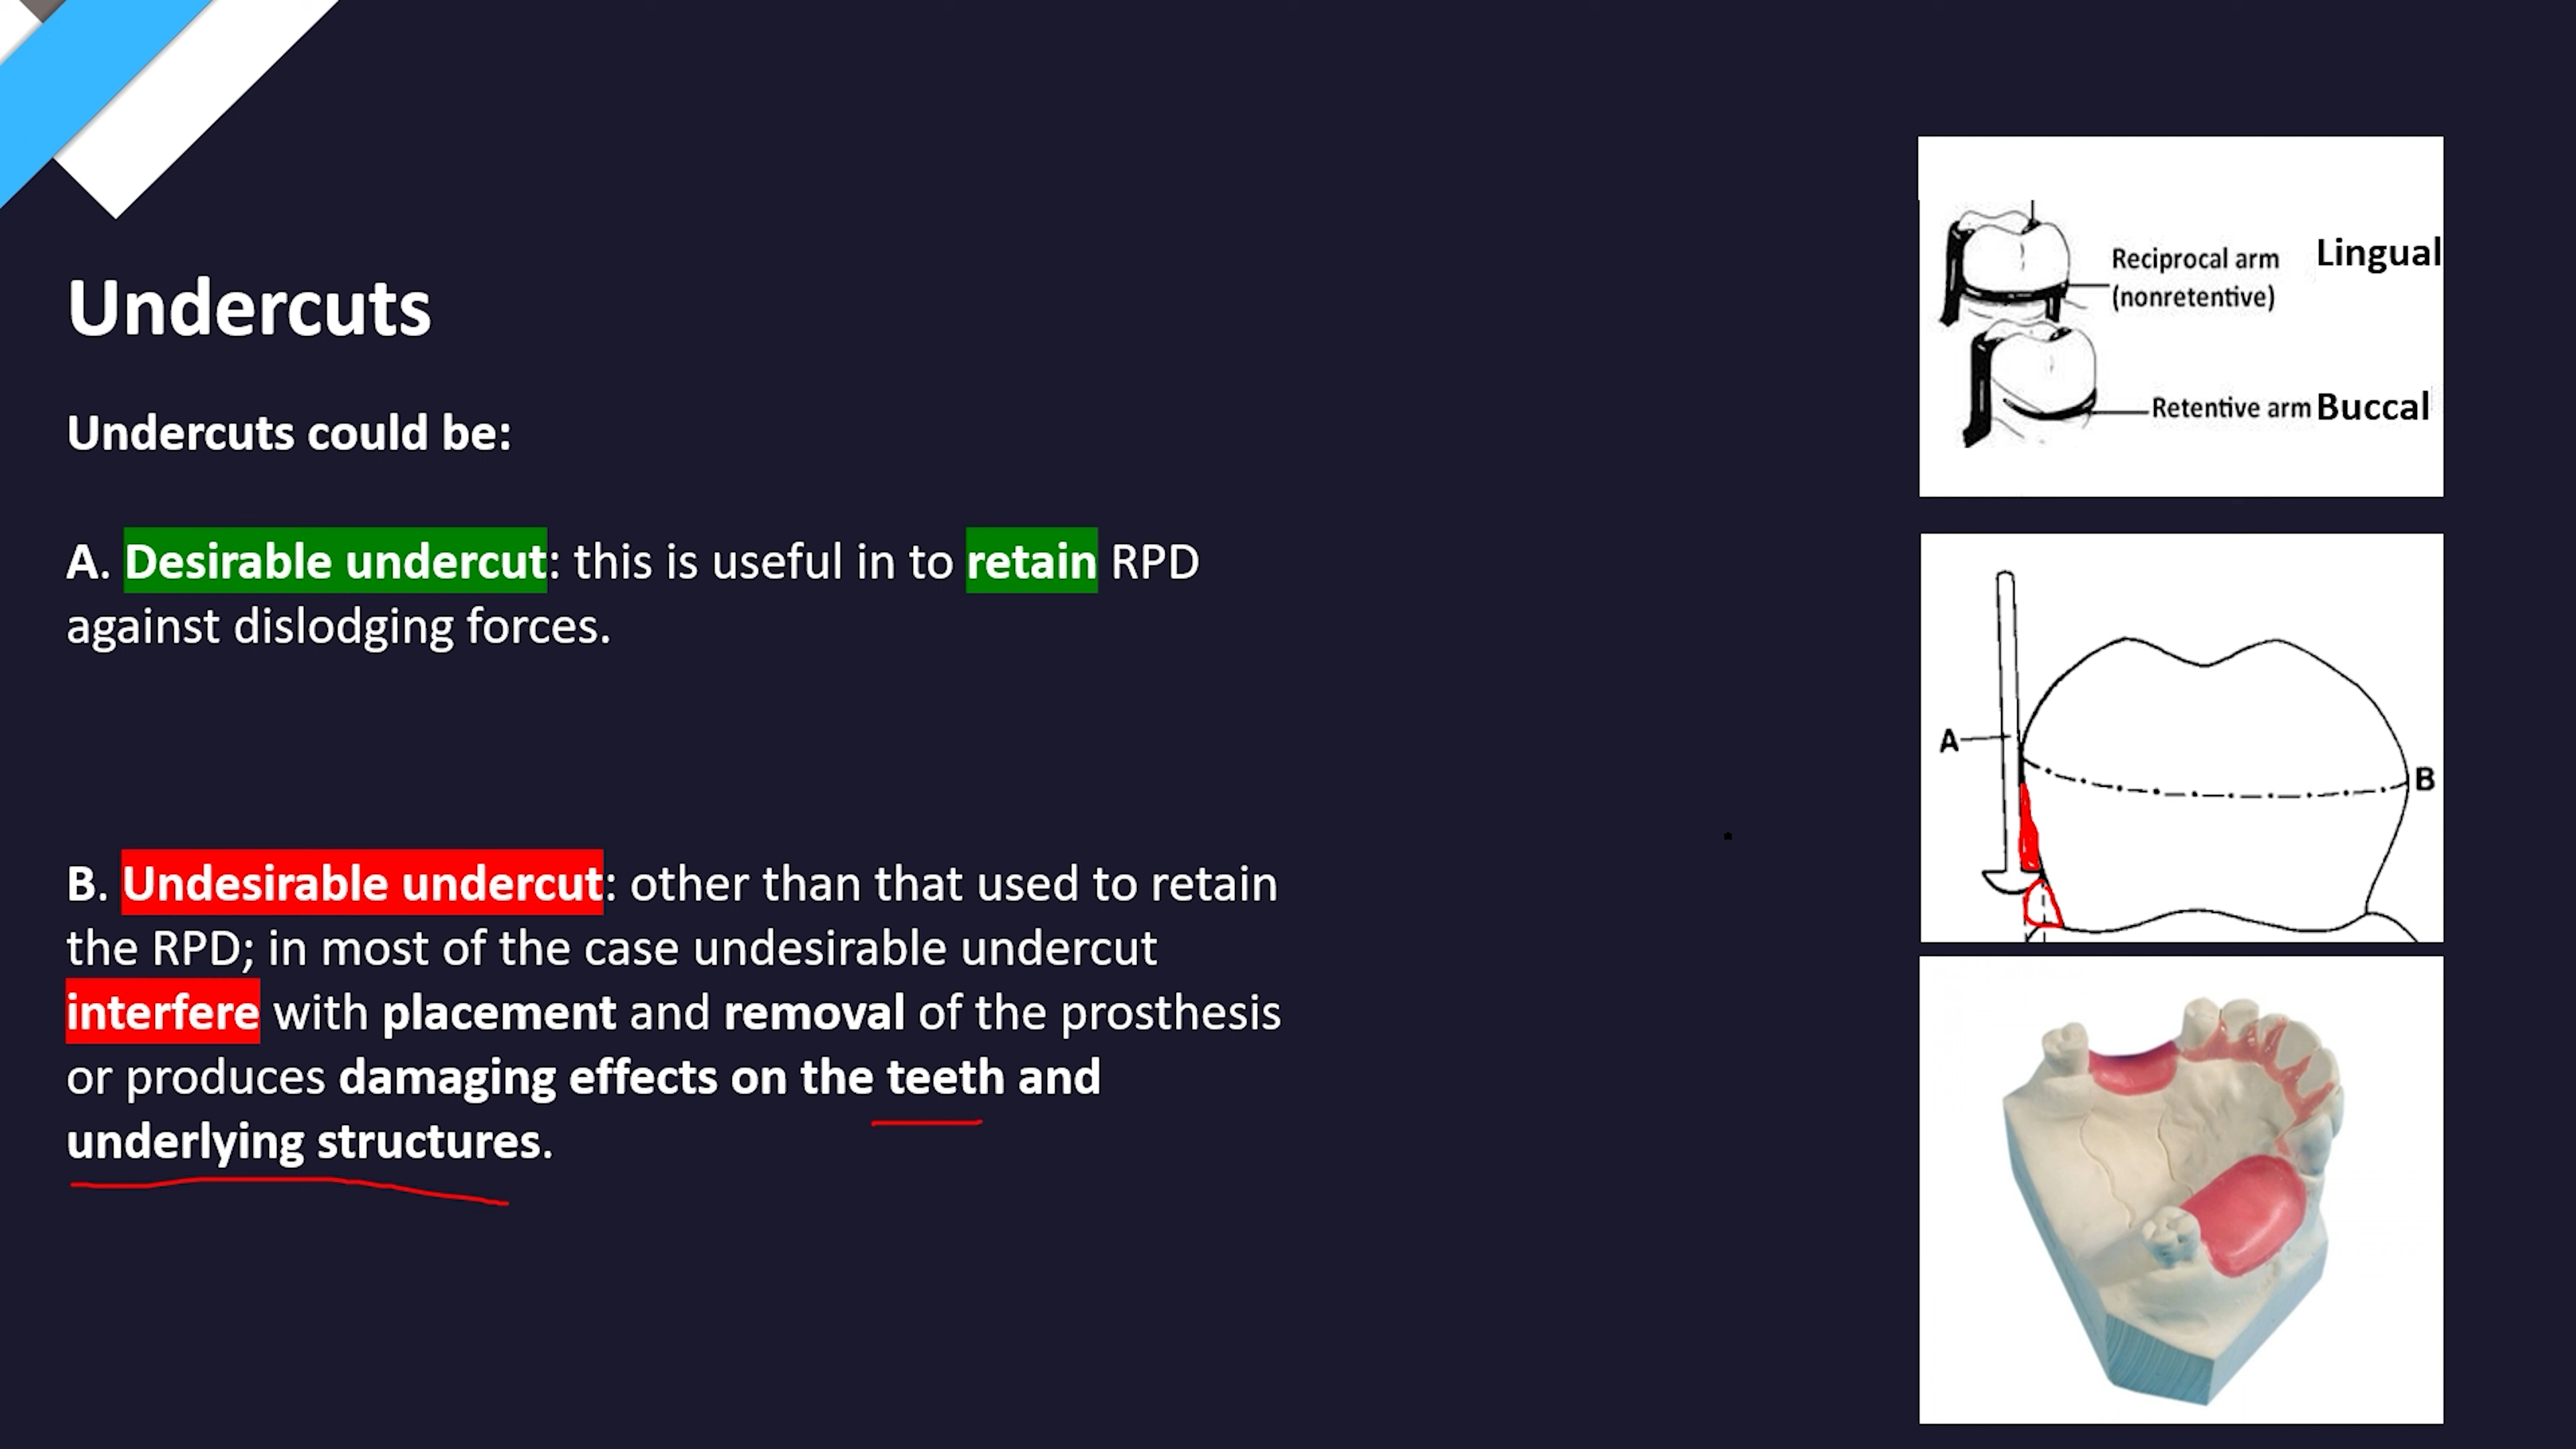 Undercuts
Undercuts could be:
A. Desirable undercut: this is useful in to retain RPD
against dislodging forces.
B. Undesirable undercut: other than that used to retain
the RPD; in most of the case undesirable undercut
interfere with placement and removal of the prosthesis
or produces damaging effects on the teeth and
underlying structures.
Reciprocal arm Lingual
(nonretentive)
Retentive arm Buccal
A
B